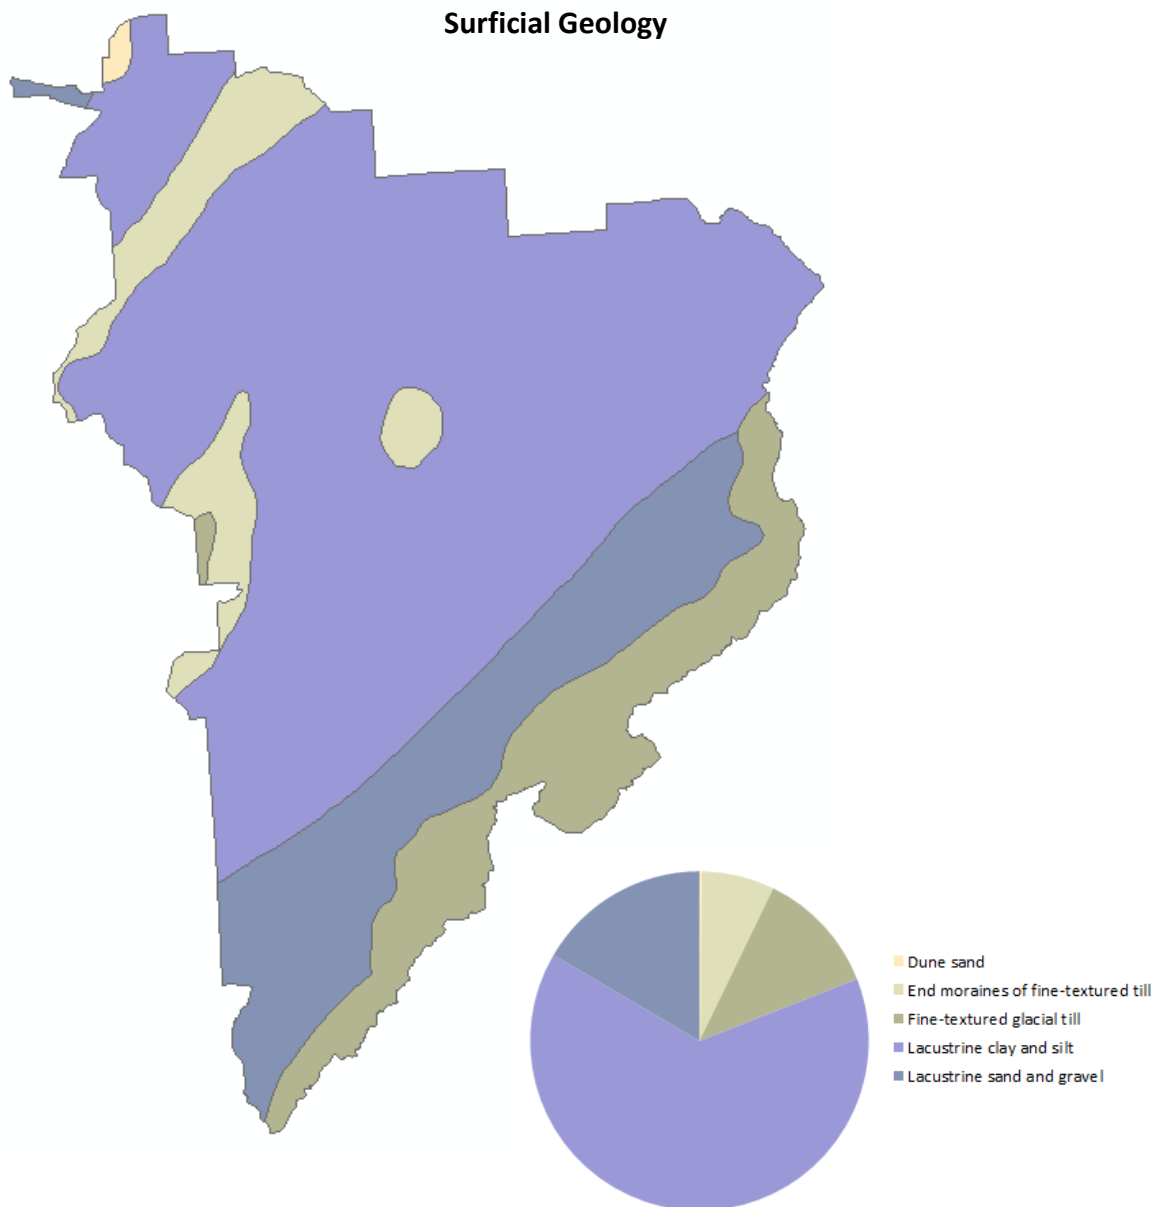 Surficial Geology
Dune sand
End moraines of fine-textured till
Fine-textured glacial till
Lacustrine clay and silt
Lacustrine sand and gravel